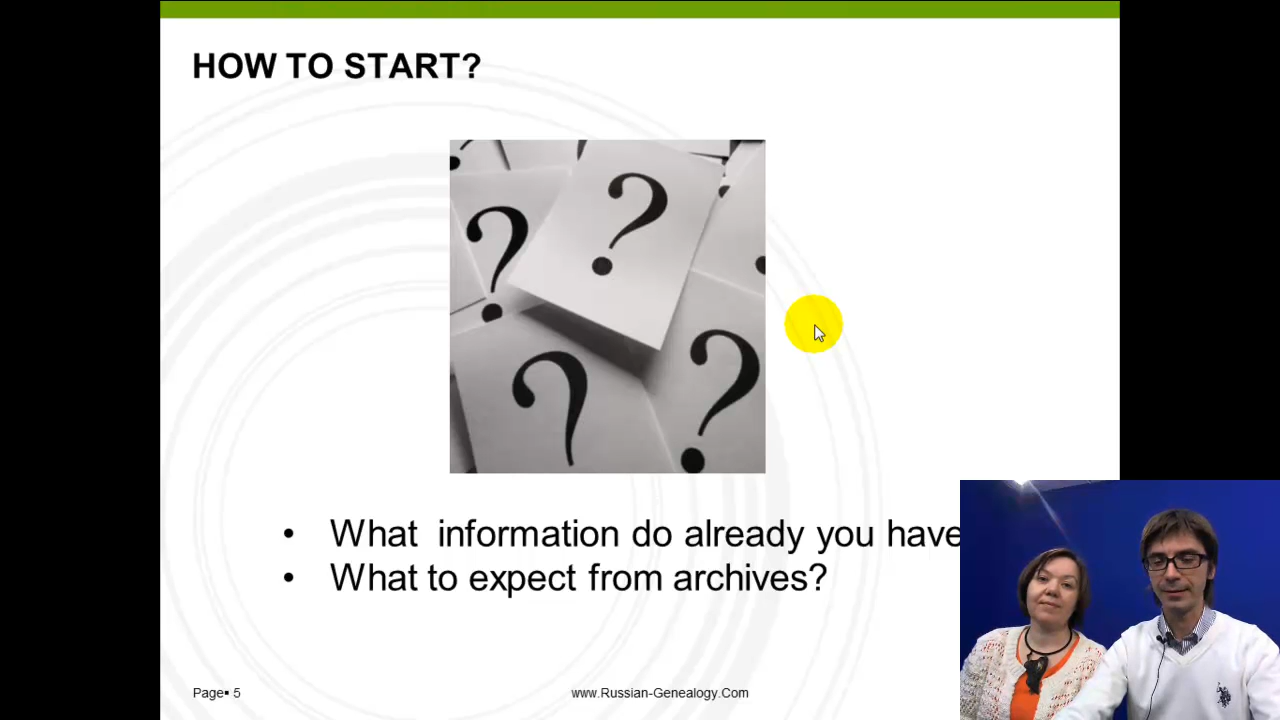 HOW TO START?
? ? ? ? ?
• What information do already you have
• What to expect from archives?
Page▪ 5
www.Russian-Genealogy.Com